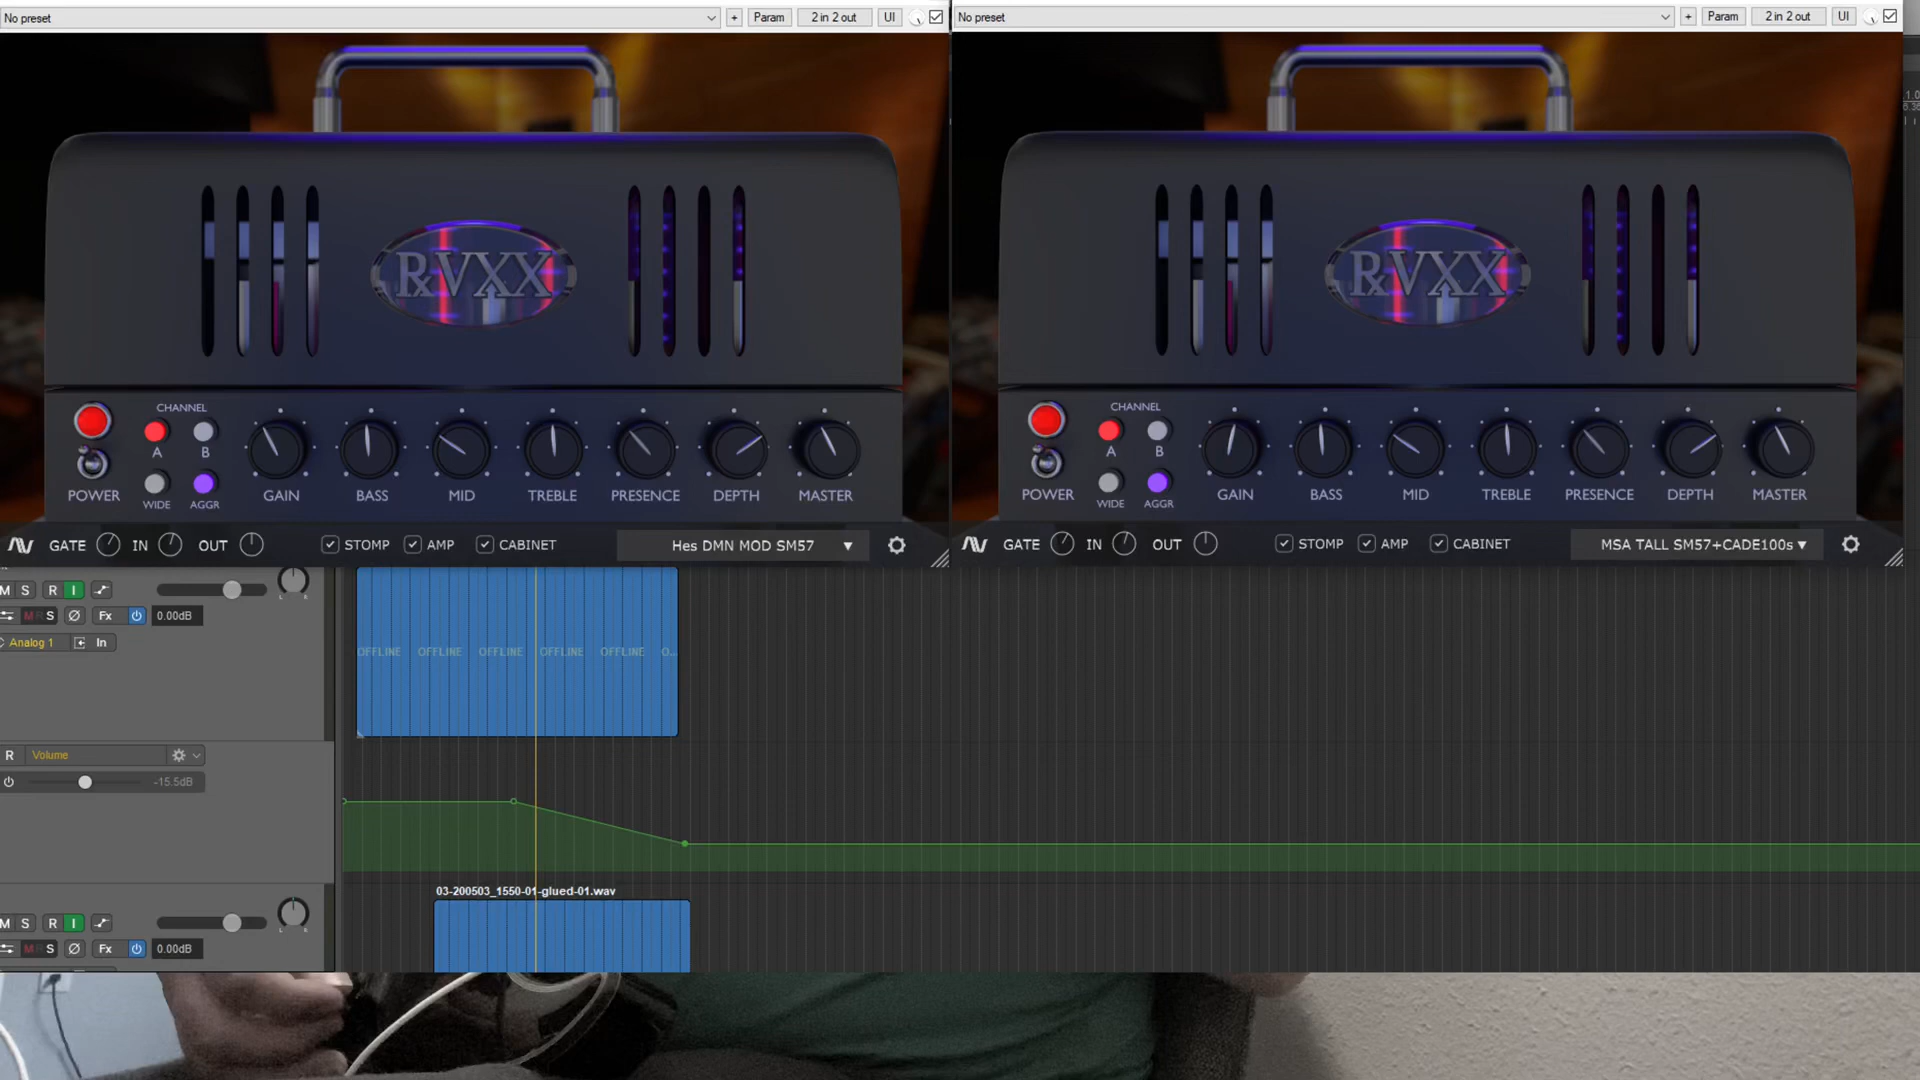 No preset
+ Param 2 in 2 out UI
No preset
+ Param 2 in 2 out UI
RVXX
RVXX
CHANNEL
A B
WIDE AGGR
POWER GAIN BASS MID TREBLE PRESENCE DEPTH MASTER
CHANNEL
A B
WIDE AGGR
POWER GAIN BASS MID TREBLE PRESENCE DEPTH MASTER
GATE IN OUT STOMP AMP CABINET Hes DMN MOD SM57
GATE IN OUT STOMP AMP CABINET MSA TALL SM57+CADE100s
M S R I
M R S Ø Fx 0.00dB
Analog 1 In
L R
OFFLINE OFFLINE OFFLINE OFFLINE OFFLINE O...
R Volume
-15.5dB
03-200503_1550-01-glued-01.wav
M S R I
M R S Ø Fx 0.00dB
L R